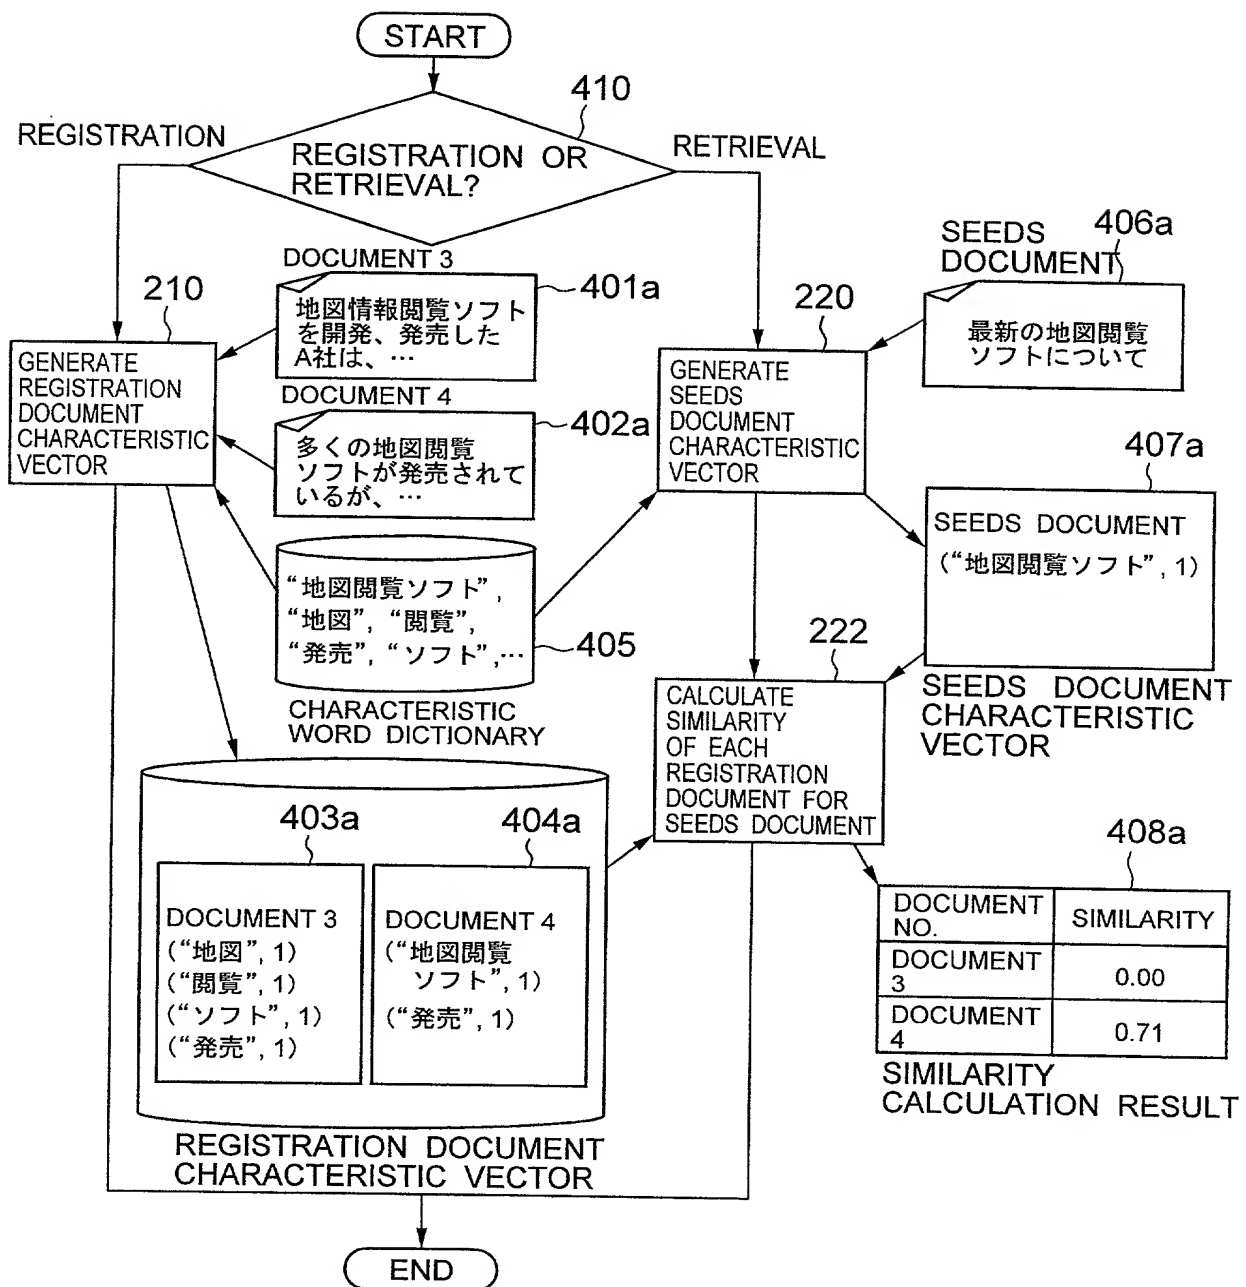 START
410
REGISTRATION
REGISTRATION OR
RETRIEVAL?
RETRIEVAL
DOCUMENT 3
401a
地図情報閲覧ソフト
を開発、発売した
A社は、…
210
GENERATE
REGISTRATION
DOCUMENT
CHARACTERISTIC
VECTOR
DOCUMENT 4
402a
多くの地図閲覧
ソフトが発売されて
いるが、…
“地図閲覧ソフト”,
“地図”, “閲覧”,
“発売”, “ソフト”,…
405
CHARACTERISTIC
WORD DICTIONARY
SEEDS
DOCUMENT
406a
最新の地図閲覧
ソフトについて
220
GENERATE
SEEDS
DOCUMENT
CHARACTERISTIC
VECTOR
407a
SEEDS DOCUMENT
(“地図閲覧ソフト”, 1)
SEEDS DOCUMENT
CHARACTERISTIC
VECTOR
222
CALCULATE
SIMILARITY
OF EACH
REGISTRATION
DOCUMENT FOR
SEEDS DOCUMENT
403a
DOCUMENT 3
(“地図”, 1)
(“閲覧”, 1)
(“ソフト”, 1)
(“発売”, 1)
404a
DOCUMENT 4
(“地図閲覧
ソフト”, 1)
(“発売”, 1)
REGISTRATION DOCUMENT
CHARACTERISTIC VECTOR
408a
DOCUMENT
NO.
SIMILARITY
DOCUMENT
3
0.00
DOCUMENT
4
0.71
SIMILARITY
CALCULATION RESULT
END